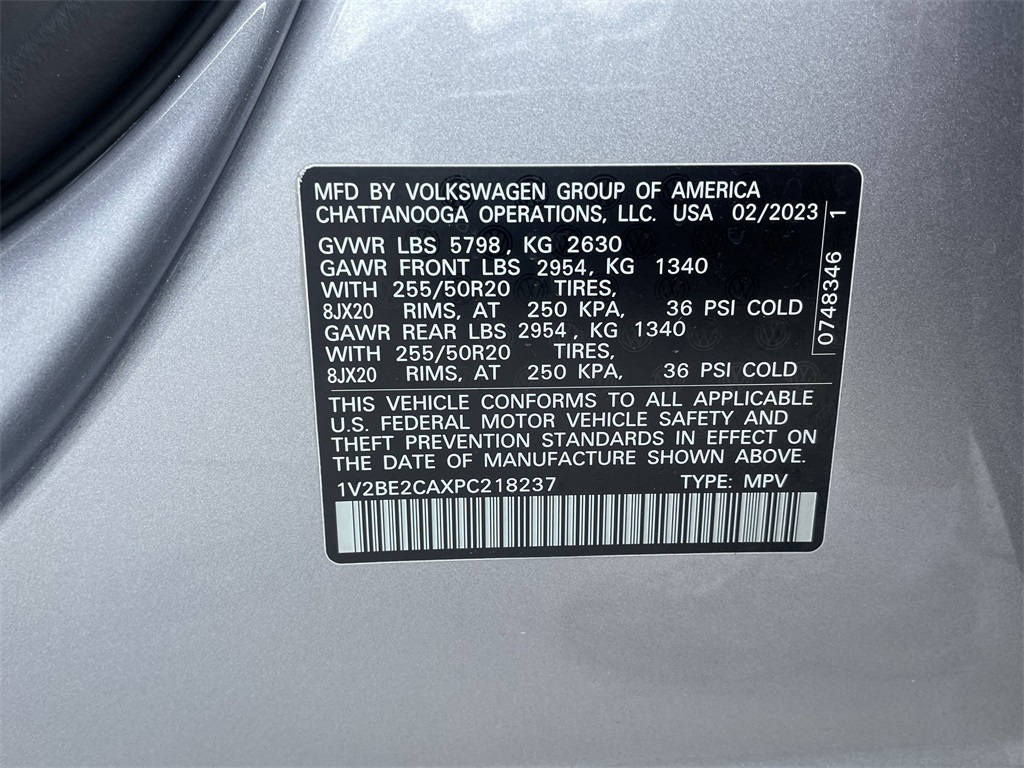 MFD BY VOLKSWAGEN GROUP OF AMERICA
CHATTANOOGA OPERATIONS, LLC. USA 02/2023
GVWR LBS 5798, KG 2630
GAWR FRONT LBS 2954, KG 1340
WITH 255/50R20 TIRES,
8JX20 RIMS, AT 250 KPA, 36 PSI COLD
GAWR REAR LBS 2954, KG 1340
WITH 255/50R20 TIRES,
8JX20 RIMS, AT 250 KPA, 36 PSI COLD
0748346 1
THIS VEHICLE CONFORMS TO ALL APPLICABLE
U.S. FEDERAL MOTOR VEHICLE SAFETY AND
THEFT PREVENTION STANDARDS IN EFFECT ON
THE DATE OF MANUFACTURE SHOWN ABOVE.
1V2BE2CAXPC218237 TYPE: MPV